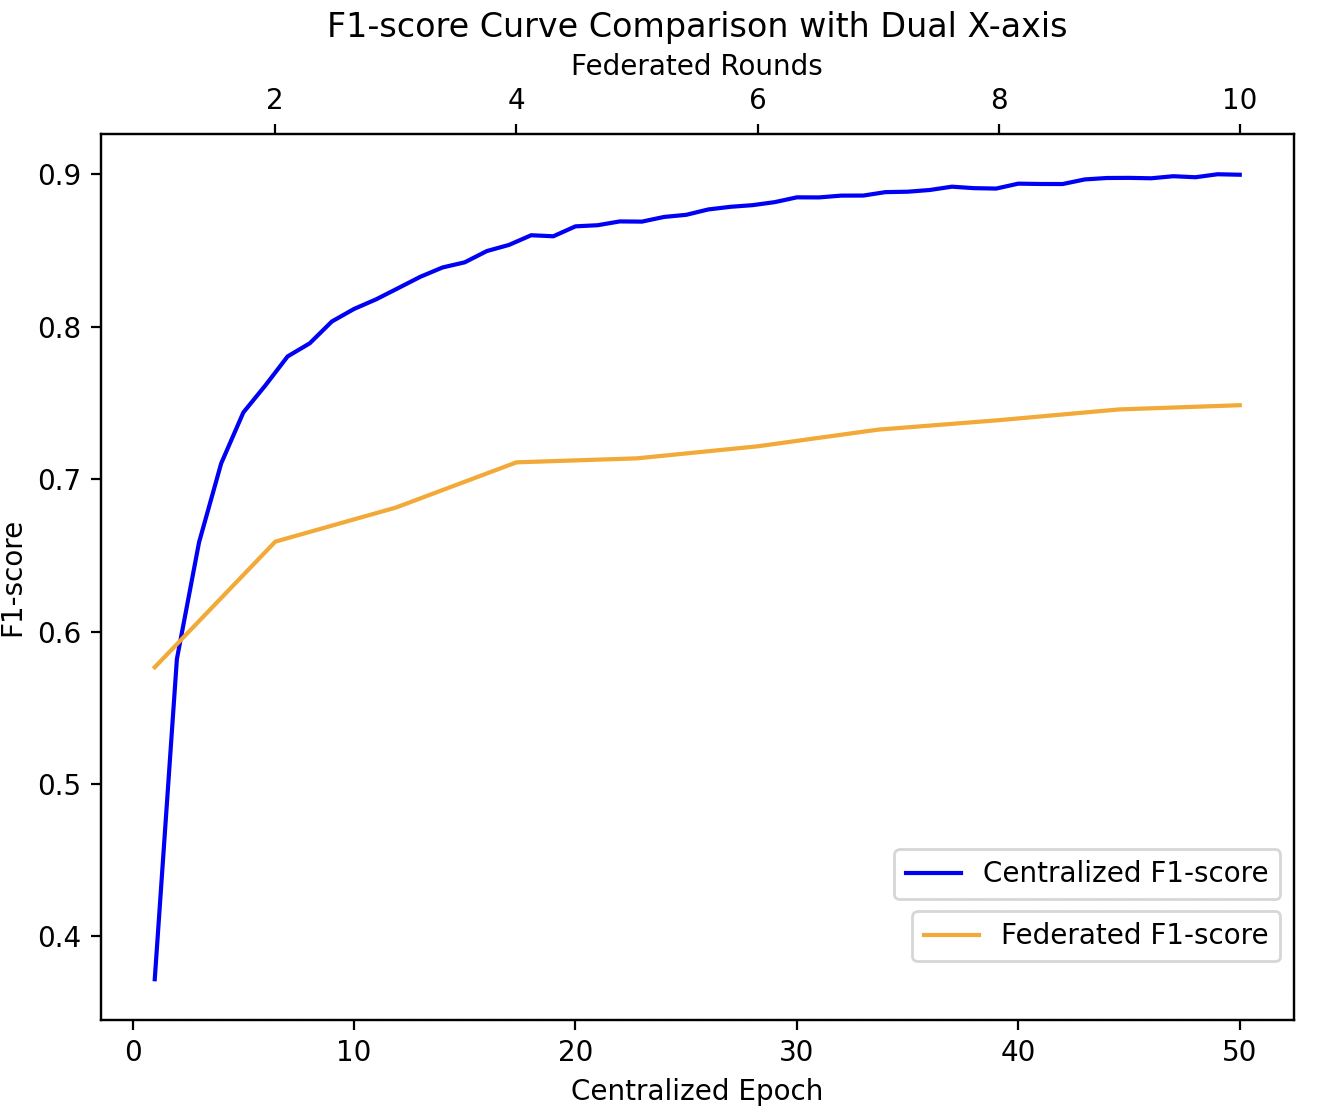 F1-score Curve Comparison with Dual X-axis
Federated Rounds
2 4 6 8 10
0.9
0.8
0.7
0.6
0.5
0.4
F1-score
Centralized F1-score
Federated F1-score
0 10 20 30 40 50
Centralized Epoch